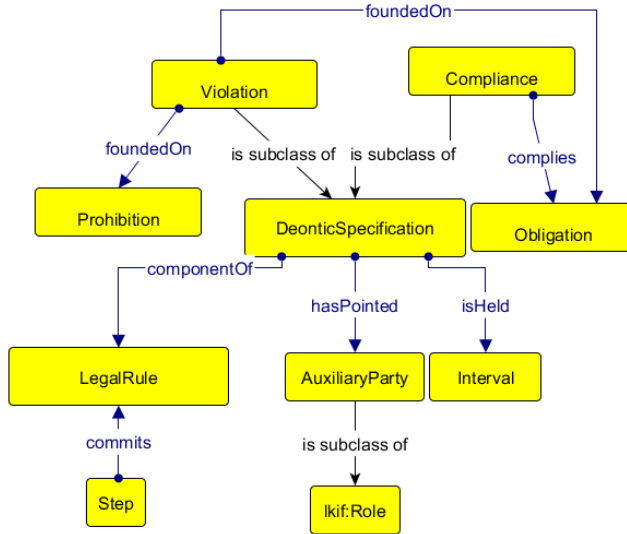 foundedOn
Violation
Compliance
foundedOn
is subclass of
is subclass of
complies
Prohibition
DeonticSpecification
Obligation
componentOf
hasPointed
isHeld
LegalRule
AuxiliaryParty
Interval
commits
is subclass of
Step
lkif:Role